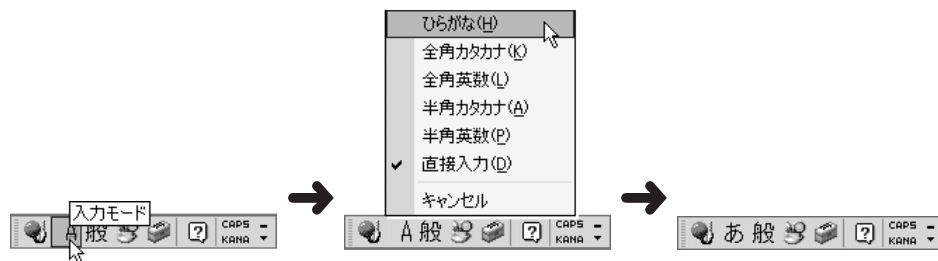 入力モード
A 般 CAPS KANA
ひらがな(H)
全角カタカナ(K)
全角英数(L)
半角カタカナ(A)
半角英数(P)
✓ 直接入力(D)
キャンセル
A 般 ? CAPS KANA
あ 般 ? CAPS KANA